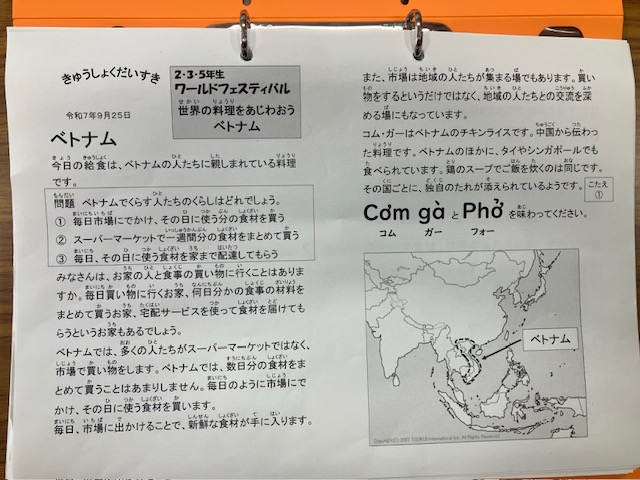 きゅうしょくだいすき
2・3・5年生
ワールドフェスティバル
世界の料理をあじわおう
ベトナム
令和7年9月25日
ベトナム
今日の給食は、ベトナムの人たちに親しまれている料理
です。
問題 ベトナムでくらす人たちのくらしはどれでしょう。
① 毎日市場にでかけ、その日に使う分の食材を買う
② スーパーマーケットで一週間分の食材をまとめて買う
③ 毎日、その日に使う食材を家まで配達してもらう
みなさんは、お家の人と食事の買い物に行くことはありま
すか。毎日買い物に行くお家、何日分かの食事の材料を
まとめて買うお家、宅配サービスを使って食材を届けても
らうというお家もあるでしょう。
ベトナムでは、多くの人たちがスーパーマーケットではなく、
市場で買い物をします。ベトナムでは、数日分の食材をま
とめて買うことはあまりしません。毎日のように市場にで
かけ、その日に使う食材を買います。
毎日、市場に出かけることで、新鮮な食材が手に入ります。
また、市場は地域の人たちが集まる場でもあります。買い
物をするというだけではなく、地域の人たちとの交流を深
める場にもなっています。
コム・ガーはベトナムのチキンライスです。中国から伝わっ
た料理です。ベトナムのほかに、タイやシンガポールでも
食べられています。鶏のスープでご飯を炊くのは同じです。
その国ごとに、独自のたれが添えられているようです。
こたえ
①
Cơm gà と Phở を味わってください。
コム ガー フォー
ベトナム